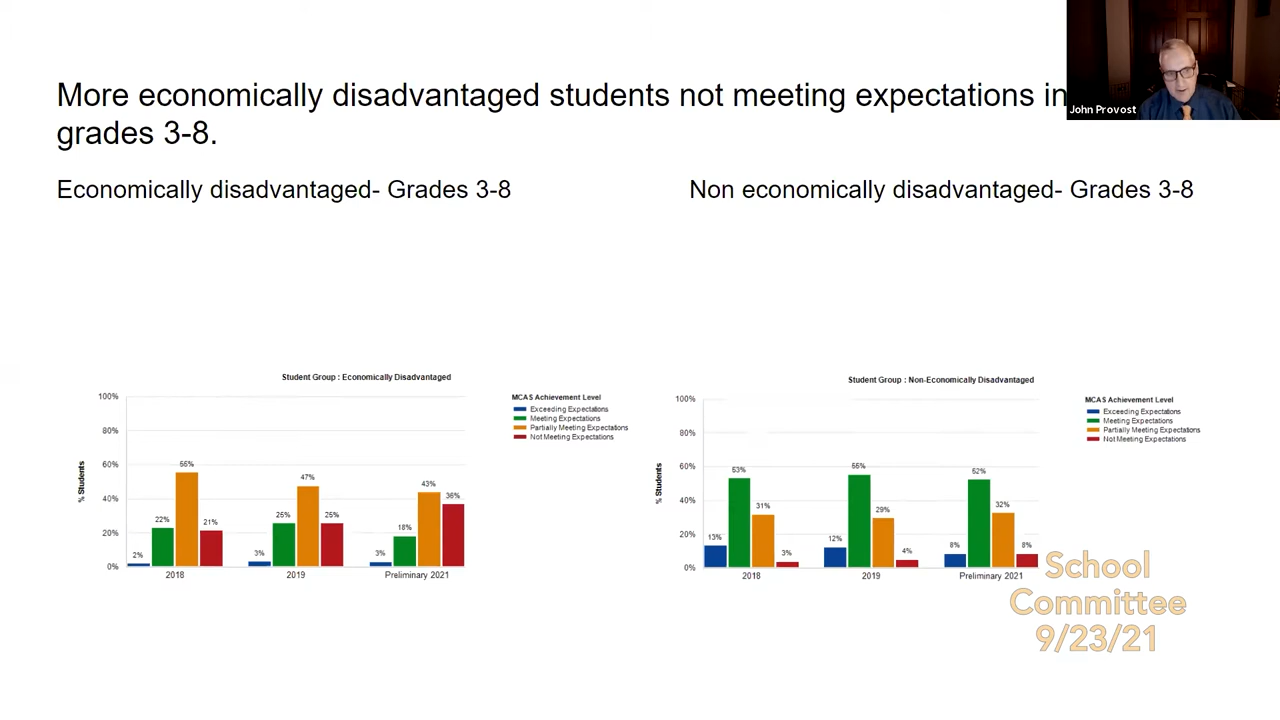 More economically disadvantaged students not meeting expectations in
grades 3-8.
John Provost
Economically disadvantaged- Grades 3-8
Non economically disadvantaged- Grades 3-8
Student Group : Economically Disadvantaged
MCAS Achievement Level
Exceeding Expectations
Meeting Expectations
Partially Meeting Expectations
Not Meeting Expectations
% Students
100%
80%
60%
40%
20%
0%
2%
22%
55%
21%
3%
25%
47%
25%
3%
18%
43%
36%
2018
2019
Preliminary 2021
Student Group : Non-Economically Disadvantaged
MCAS Achievement Level
Exceeding Expectations
Meeting Expectations
Partially Meeting Expectations
Not Meeting Expectations
% Students
100%
80%
60%
40%
20%
0%
13%
53%
31%
3%
12%
55%
29%
4%
8%
52%
32%
8%
2018
2019
Preliminary 2021
School
Committee
9/23/21